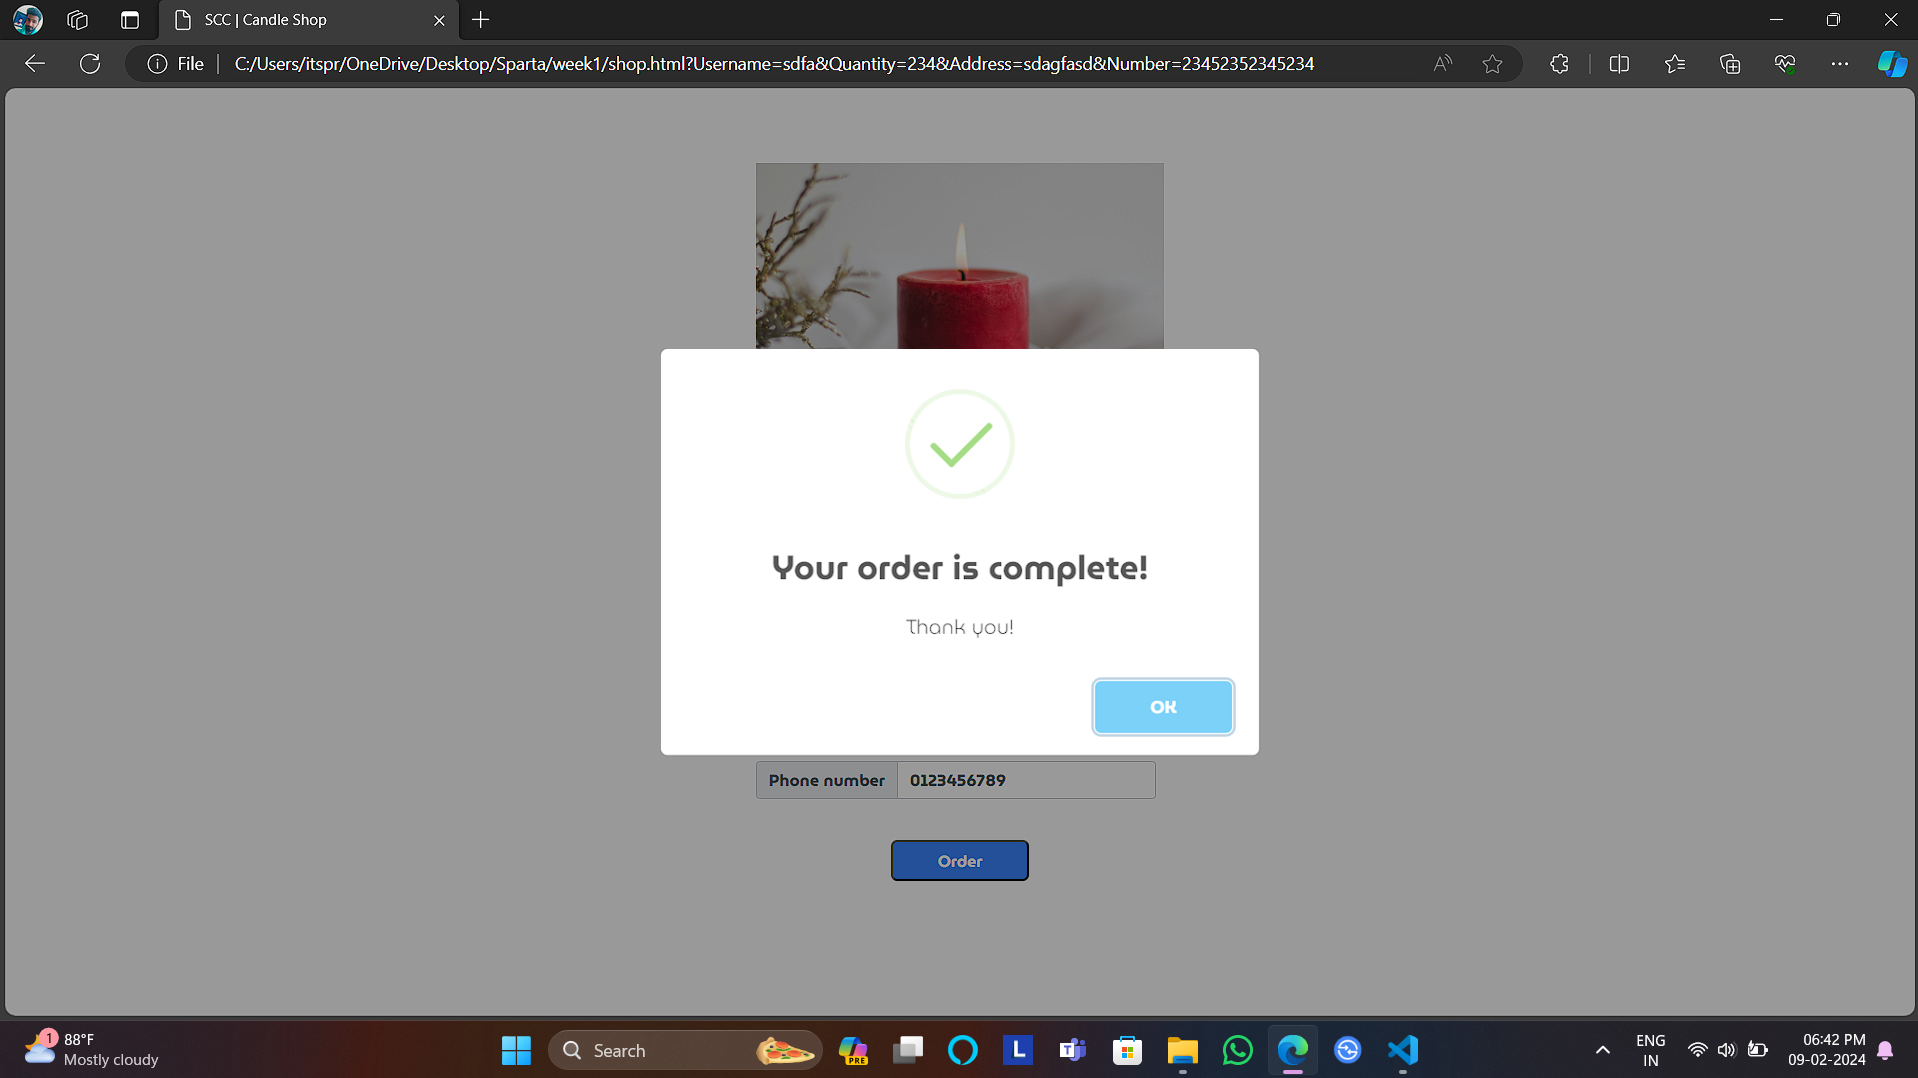 SCC | Candle Shop
File
C:/Users/itspr/OneDrive/Desktop/Sparta/week1/shop.html?Username=sdfa&Quantity=234&Address=sdagfasd&Number=23452352345234
Your order is complete!
Thank you!
OK
Phone number 0123456789
Order
1
88°F
Mostly cloudy
Search
PRE
L
T
ENG
IN
06:42 PM
09-02-2024